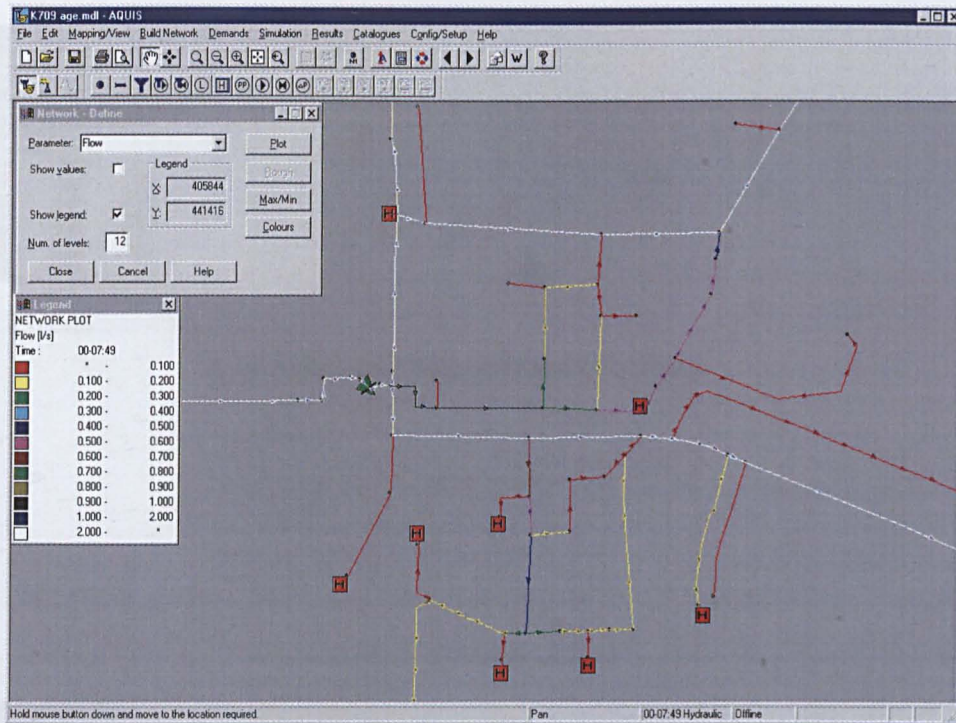 K709 age.mdl - AQUIS
File Edit Mapping/View Build Network Demands Simulation Results Catalogues Config/Setup Help
Network - Define
Parameter: Flow
Plot
Show values:
Legend
X: 405844
Rough
Y: 441416
Max/Min
Show legend:
Colours
Num. of levels: 12
Close Cancel Help
Legend
NETWORK PLOT
Flow [l/s]
Time : 00-07:49
* - 0.100
0.100 - 0.200
0.200 - 0.300
0.300 - 0.400
0.400 - 0.500
0.500 - 0.600
0.600 - 0.700
0.700 - 0.800
0.800 - 0.900
0.900 - 1.000
1.000 - 2.000
2.000 - *
H
H
H
H
H
H
H
H
Hold mouse button down and move to the location required. Pan 00-07:49 Hydraulic Offline